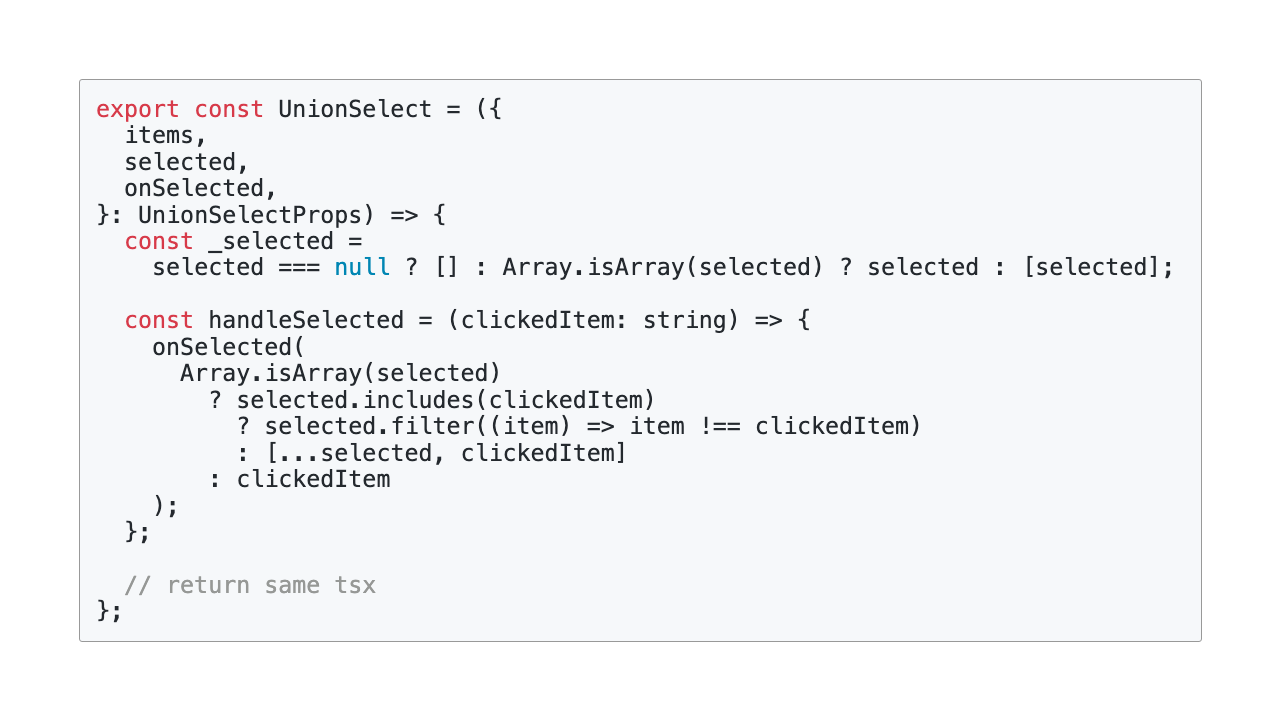 export const UnionSelect = ({
  items,
  selected,
  onSelected,
}: UnionSelectProps) => {
  const _selected =
    selected === null ? [] : Array.isArray(selected) ? selected : [selected];

  const handleSelected = (clickedItem: string) => {
    onSelected(
      Array.isArray(selected)
        ? selected.includes(clickedItem)
          ? selected.filter((item) => item !== clickedItem)
          : [...selected, clickedItem]
        : clickedItem
    );
  };

  // return same tsx
};